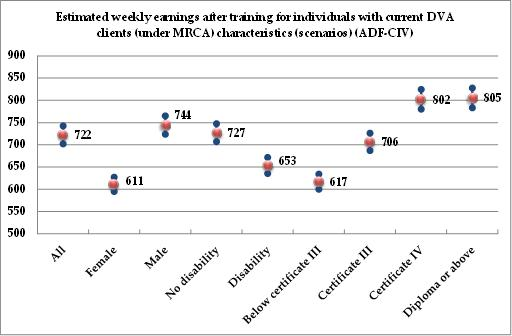 Estimated weekly earnings after training for individuals with current DVA
clients (under MRCA) characteristics (scenarios) (ADF-CIV)
900
850
800
750
700
650
600
550
500
722
611
744
727
653
617
706
802
805
All
Female
Male
No disability
Disability
Below certificate III
Certificate III
Certificate IV
Diploma or above